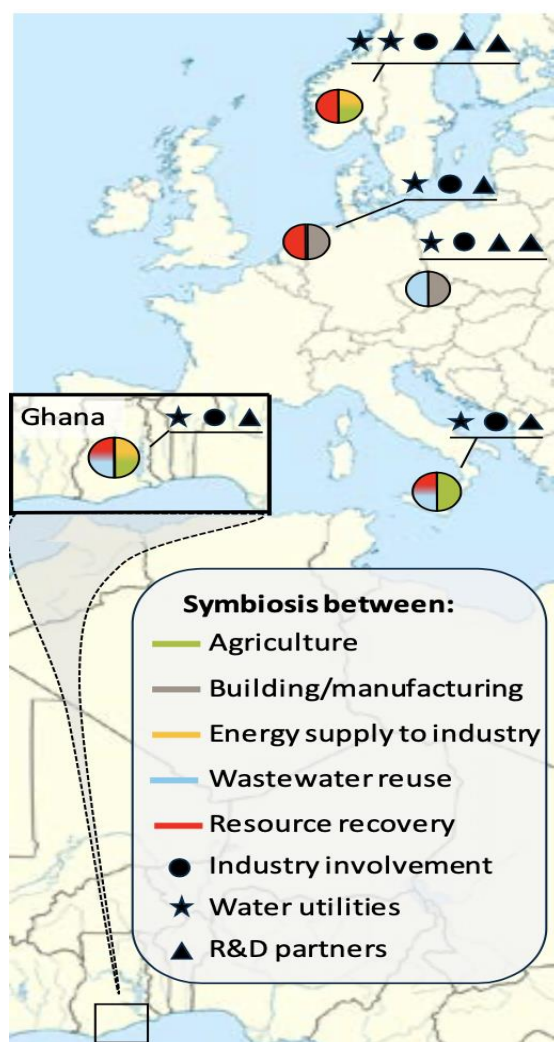 Ghana
Symbiosis between:
Agriculture
Building/manufacturing
Energy supply to industry
Wastewater reuse
Resource recovery
Industry involvement
Water utilities
R&D partners